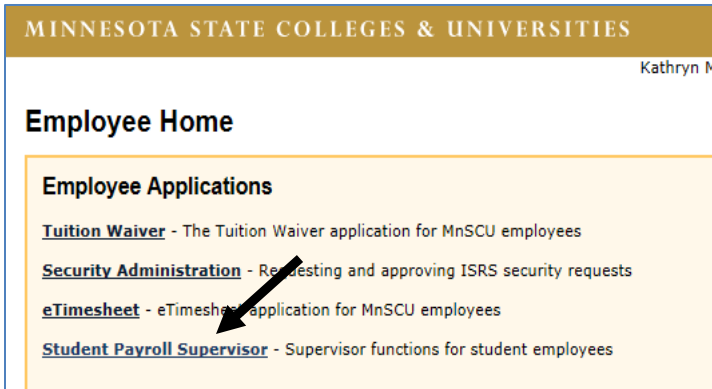 MINNESOTA STATE COLLEGES & UNIVERSITIES
Kathryn M
Employee Home
Employee Applications
Tuition Waiver - The Tuition Waiver application for MnSCU employees
Security Administration - Requesting and approving ISRS security requests
eTimesheet - eTimesheet application for MnSCU employees
Student Payroll Supervisor - Supervisor functions for student employees